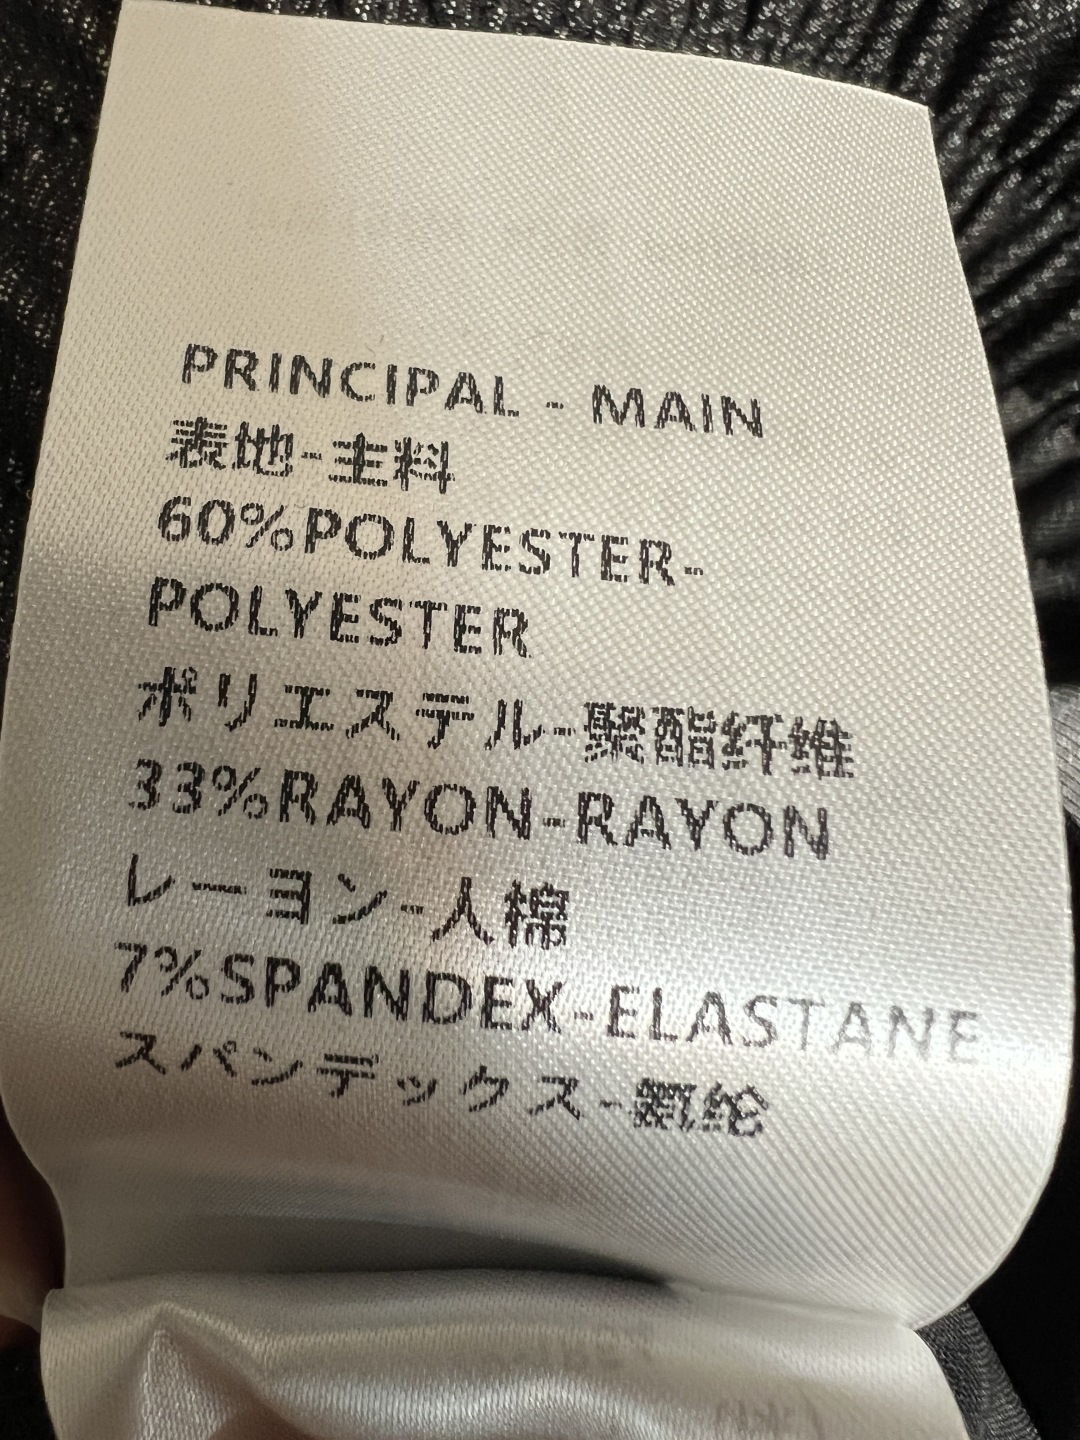 PRINCIPAL - MAIN
表地-主料
60%POLYESTER-
POLYESTER
ポリエステル-聚酯纤维
33%RAYON-RAYON
レーヨン-人棉
7%SPANDEX-ELASTANE
スパンデックス-氨纶